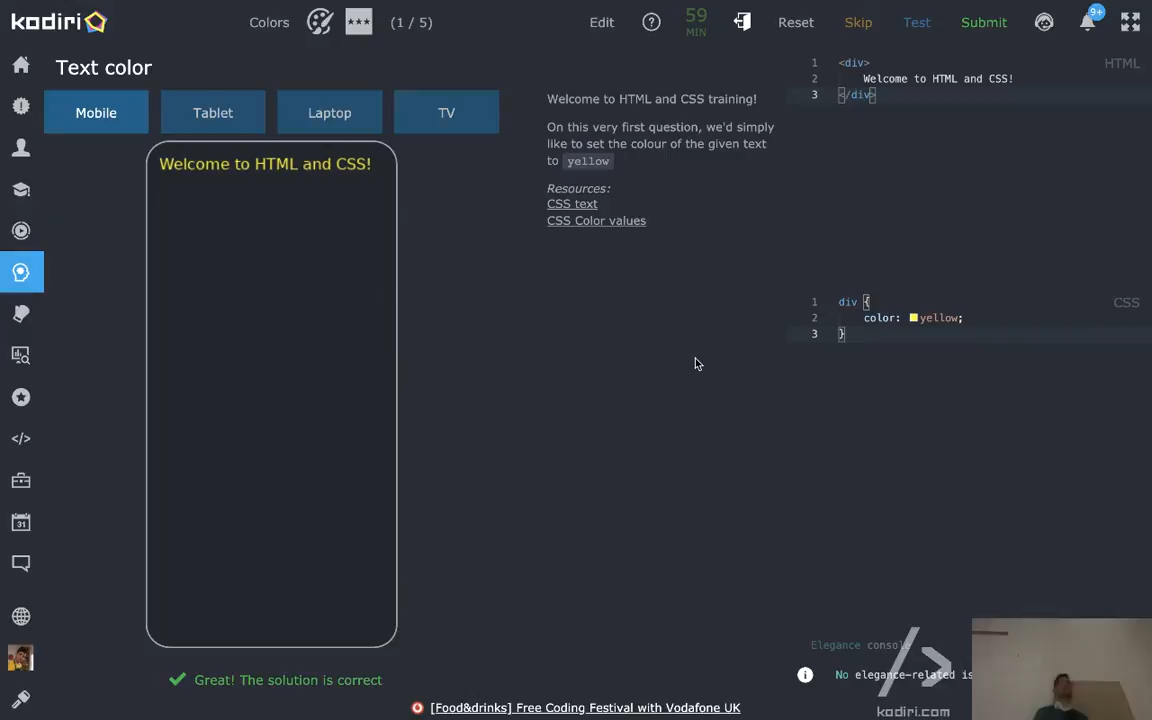 kodiri
Colors
(1 / 5)
Edit
59
MIN
Reset
Skip
Test
Submit
9+
Text color
Mobile
Tablet
Laptop
TV
Welcome to HTML and CSS!
Great! The solution is correct
Welcome to HTML and CSS training!
On this very first question, we'd simply
like to set the colour of the given text
to yellow
Resources:
CSS text
CSS Color values
HTML
1 <div>
2 Welcome to HTML and CSS!
3 </div>
CSS
1 div {
2 color: yellow;
3 }
31
Elegance console
No elegance-related is
kodiri.com
[Food&drinks] Free Coding Festival with Vodafone UK